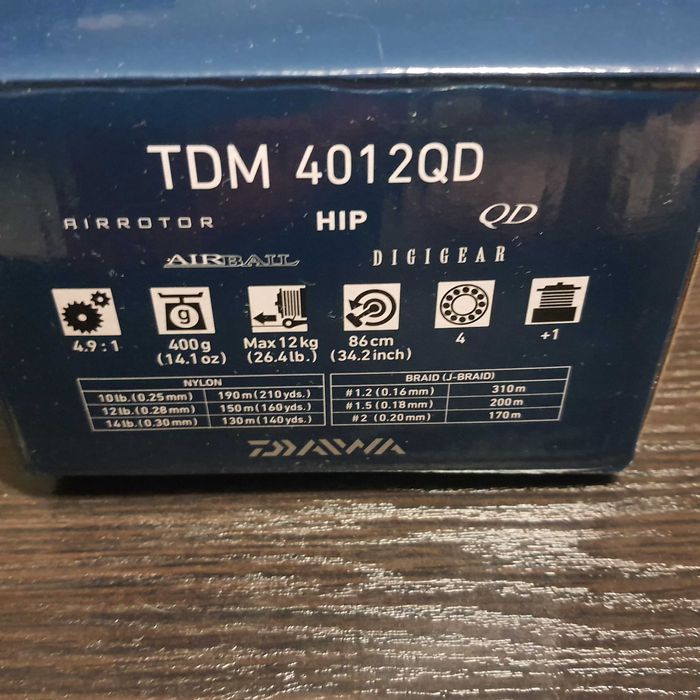 TDM 4012QD
AIRROTOR HIP QD
AIRBAIL DIGIGEAR
g
4.9 : 1 400g Max 12kg 86cm 4 +1
(14.1oz) (26.4lb.) (34.2inch)
NYLON BRAID (J-BRAID)
10lb. (0.25mm) 190m (210yds.) #1.2 (0.16mm) 310m
12lb. (0.28mm) 150m (160yds.) #1.5 (0.18mm) 200m
14lb. (0.30mm) 130m (140yds.) #2 (0.20mm) 170m
DAIWA